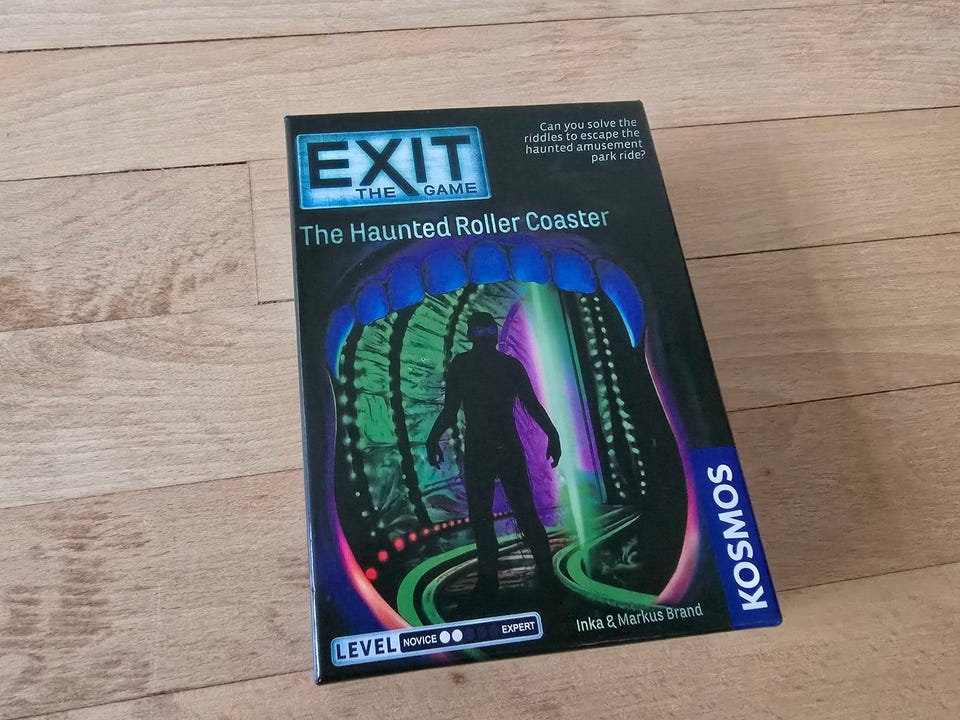 EXIT
THE GAME
Can you solve the
riddles to escape the
haunted amusement
park ride?
The Haunted Roller Coaster
LEVEL NOVICE EXPERT
Inka & Markus Brand
KOSMOS